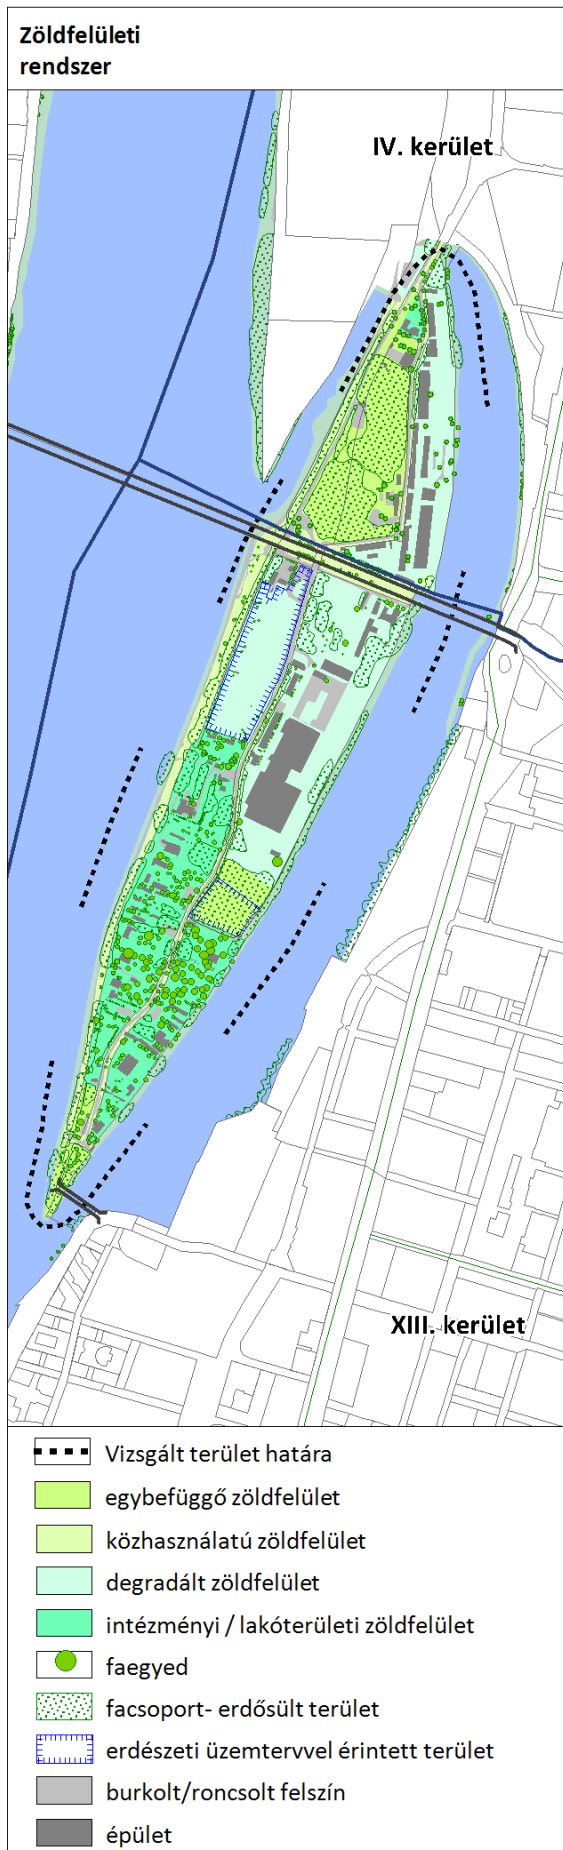 Zöldfelületi
rendszer
IV. kerület
XIII. kerület
Vizsgált terület határa
egybefüggő zöldfelület
közhasználatú zöldfelület
degradált zöldfelület
intézményi / lakóterületi zöldfelület
faegyed
facsoport- erdősült terület
erdészeti üzemtervvel érintett terület
burkolt/roncsolt felszín
épület